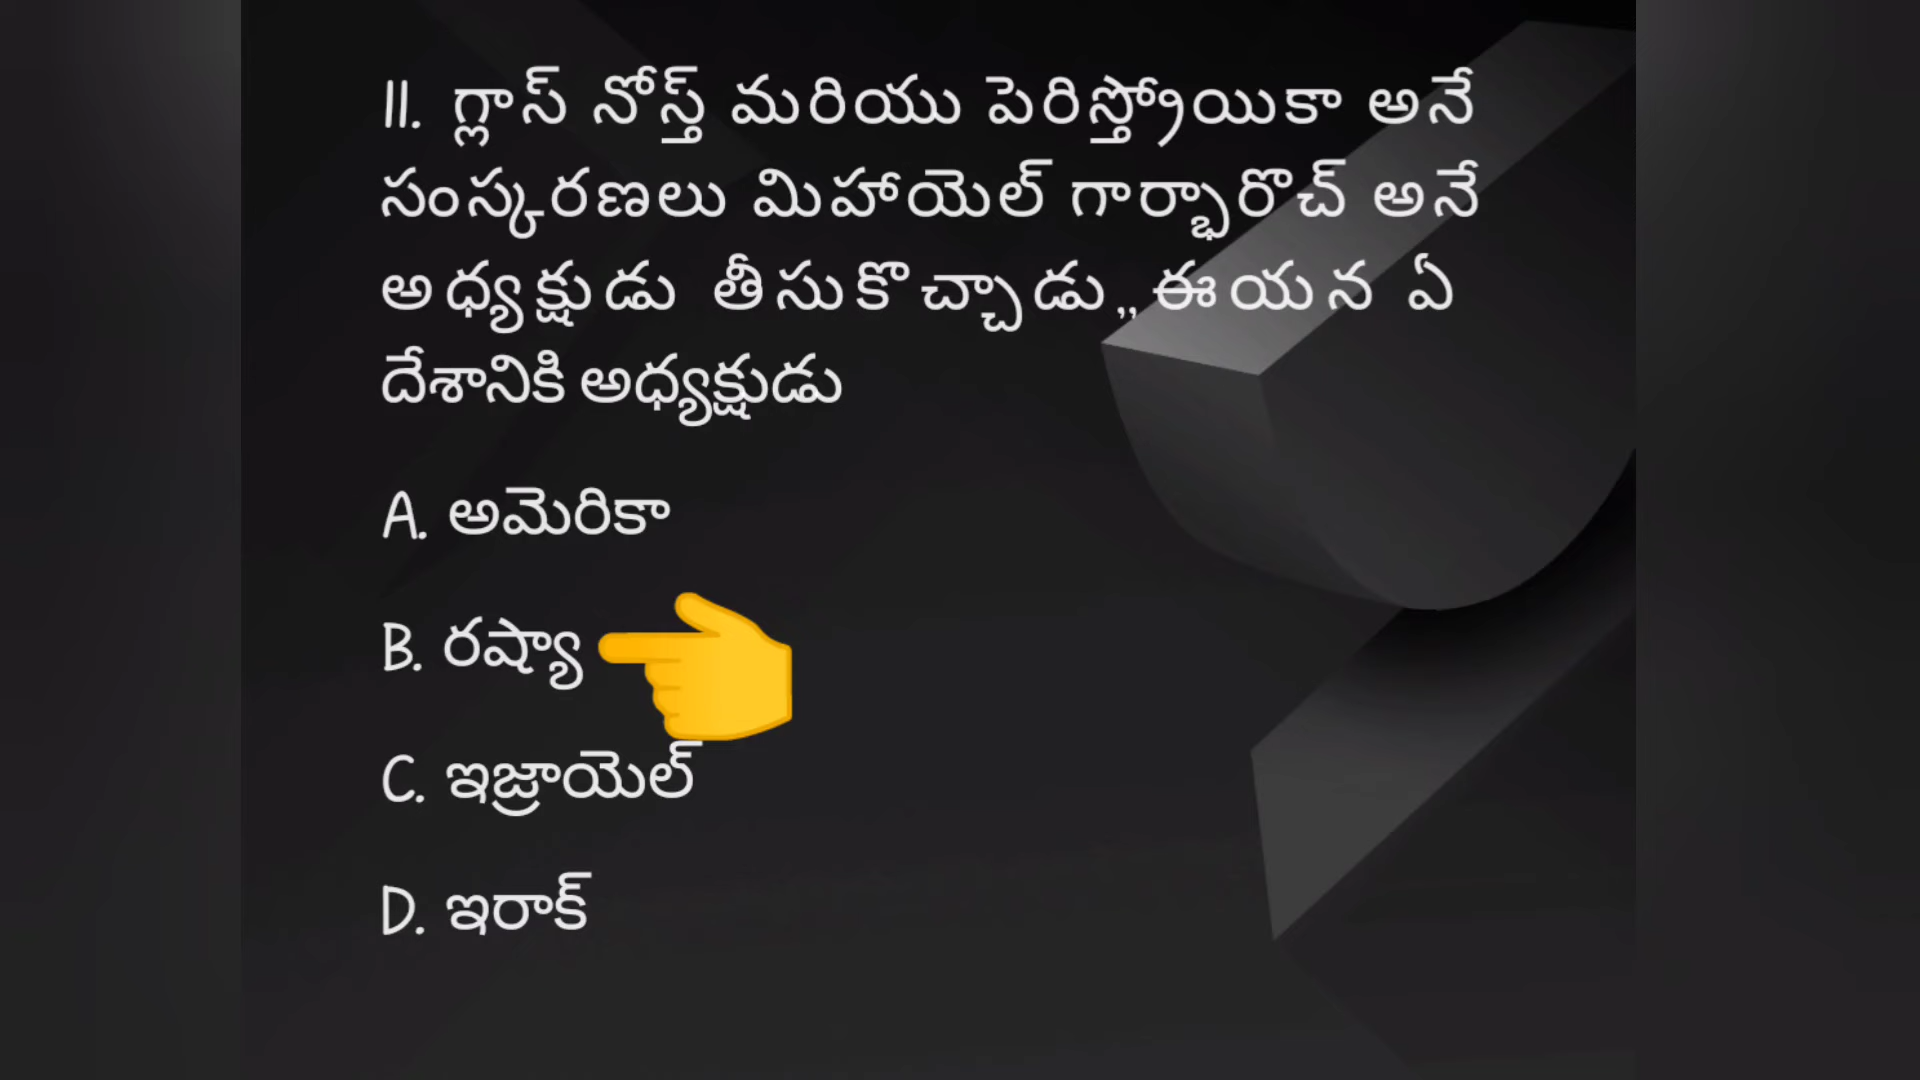 11. గ్లాస్ నోస్త్ మరియు పెరిస్త్రోయికా అనే
సంస్కరణలు మిహాయెల్ గార్భారొచ్ అనే
అధ్యక్షుడు తీసుకొచ్చాడు,, ఈయన ఏ
దేశానికి అధ్యక్షుడు
A. అమెరికా
B. రష్యా
C. ఇజ్రాయెల్
D. ఇరాక్